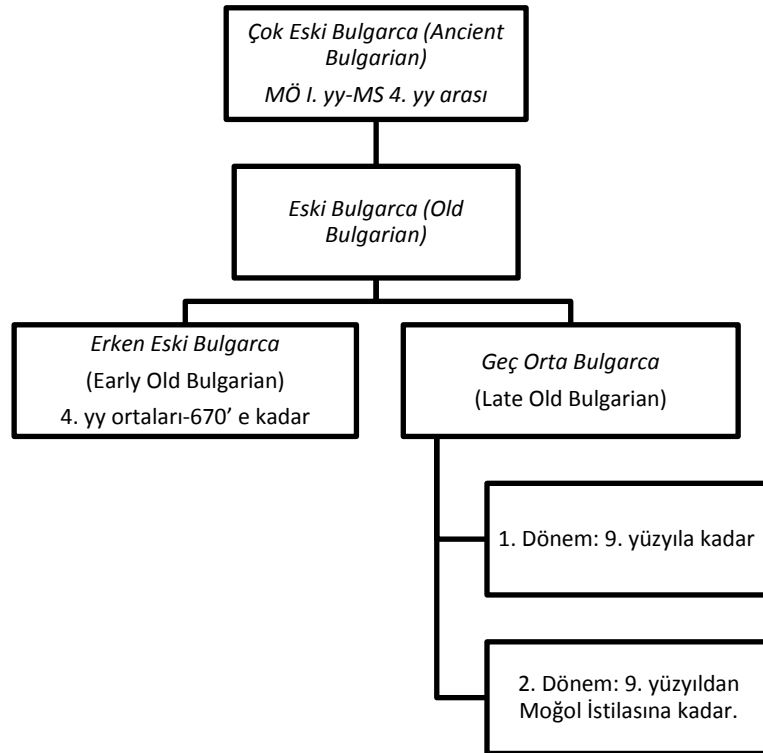 Çok Eski Bulgarca (Ancient
Bulgarian)
MÖ I. yy-MS 4. yy arası
Eski Bulgarca (Old
Bulgarian)
Erken Eski Bulgarca
(Early Old Bulgarian)
4. yy ortaları-670' e kadar
Geç Orta Bulgarca
(Late Old Bulgarian)
1. Dönem: 9. yüzyıla kadar
2. Dönem: 9. yüzyıldan
Moğol İstilasına kadar.